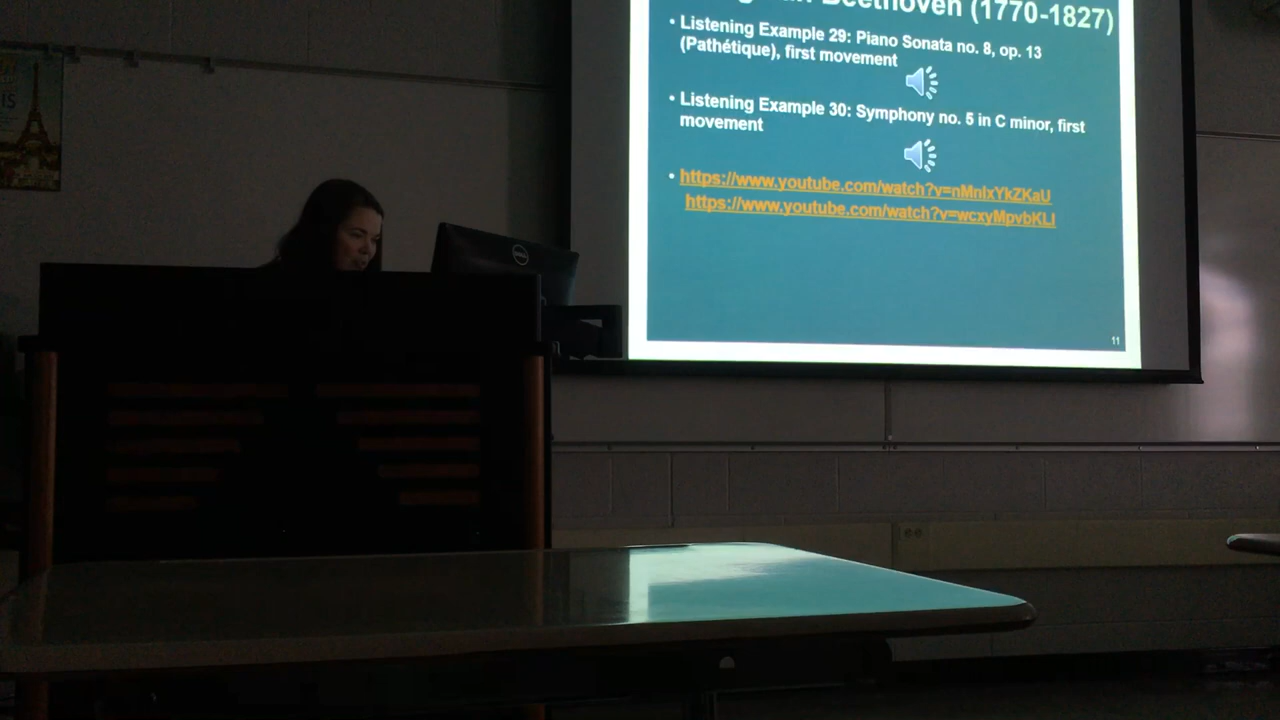 Beethoven (1770-1827)
• Listening Example 29: Piano Sonata no. 8, op. 13
(Pathétique), first movement
• Listening Example 30: Symphony no. 5 in C minor, first
movement
• https://www.youtube.com/watch?v=nMnlxYkZKaU
https://www.youtube.com/watch?v=wcxyMpvbKLI
11
DELL
IS